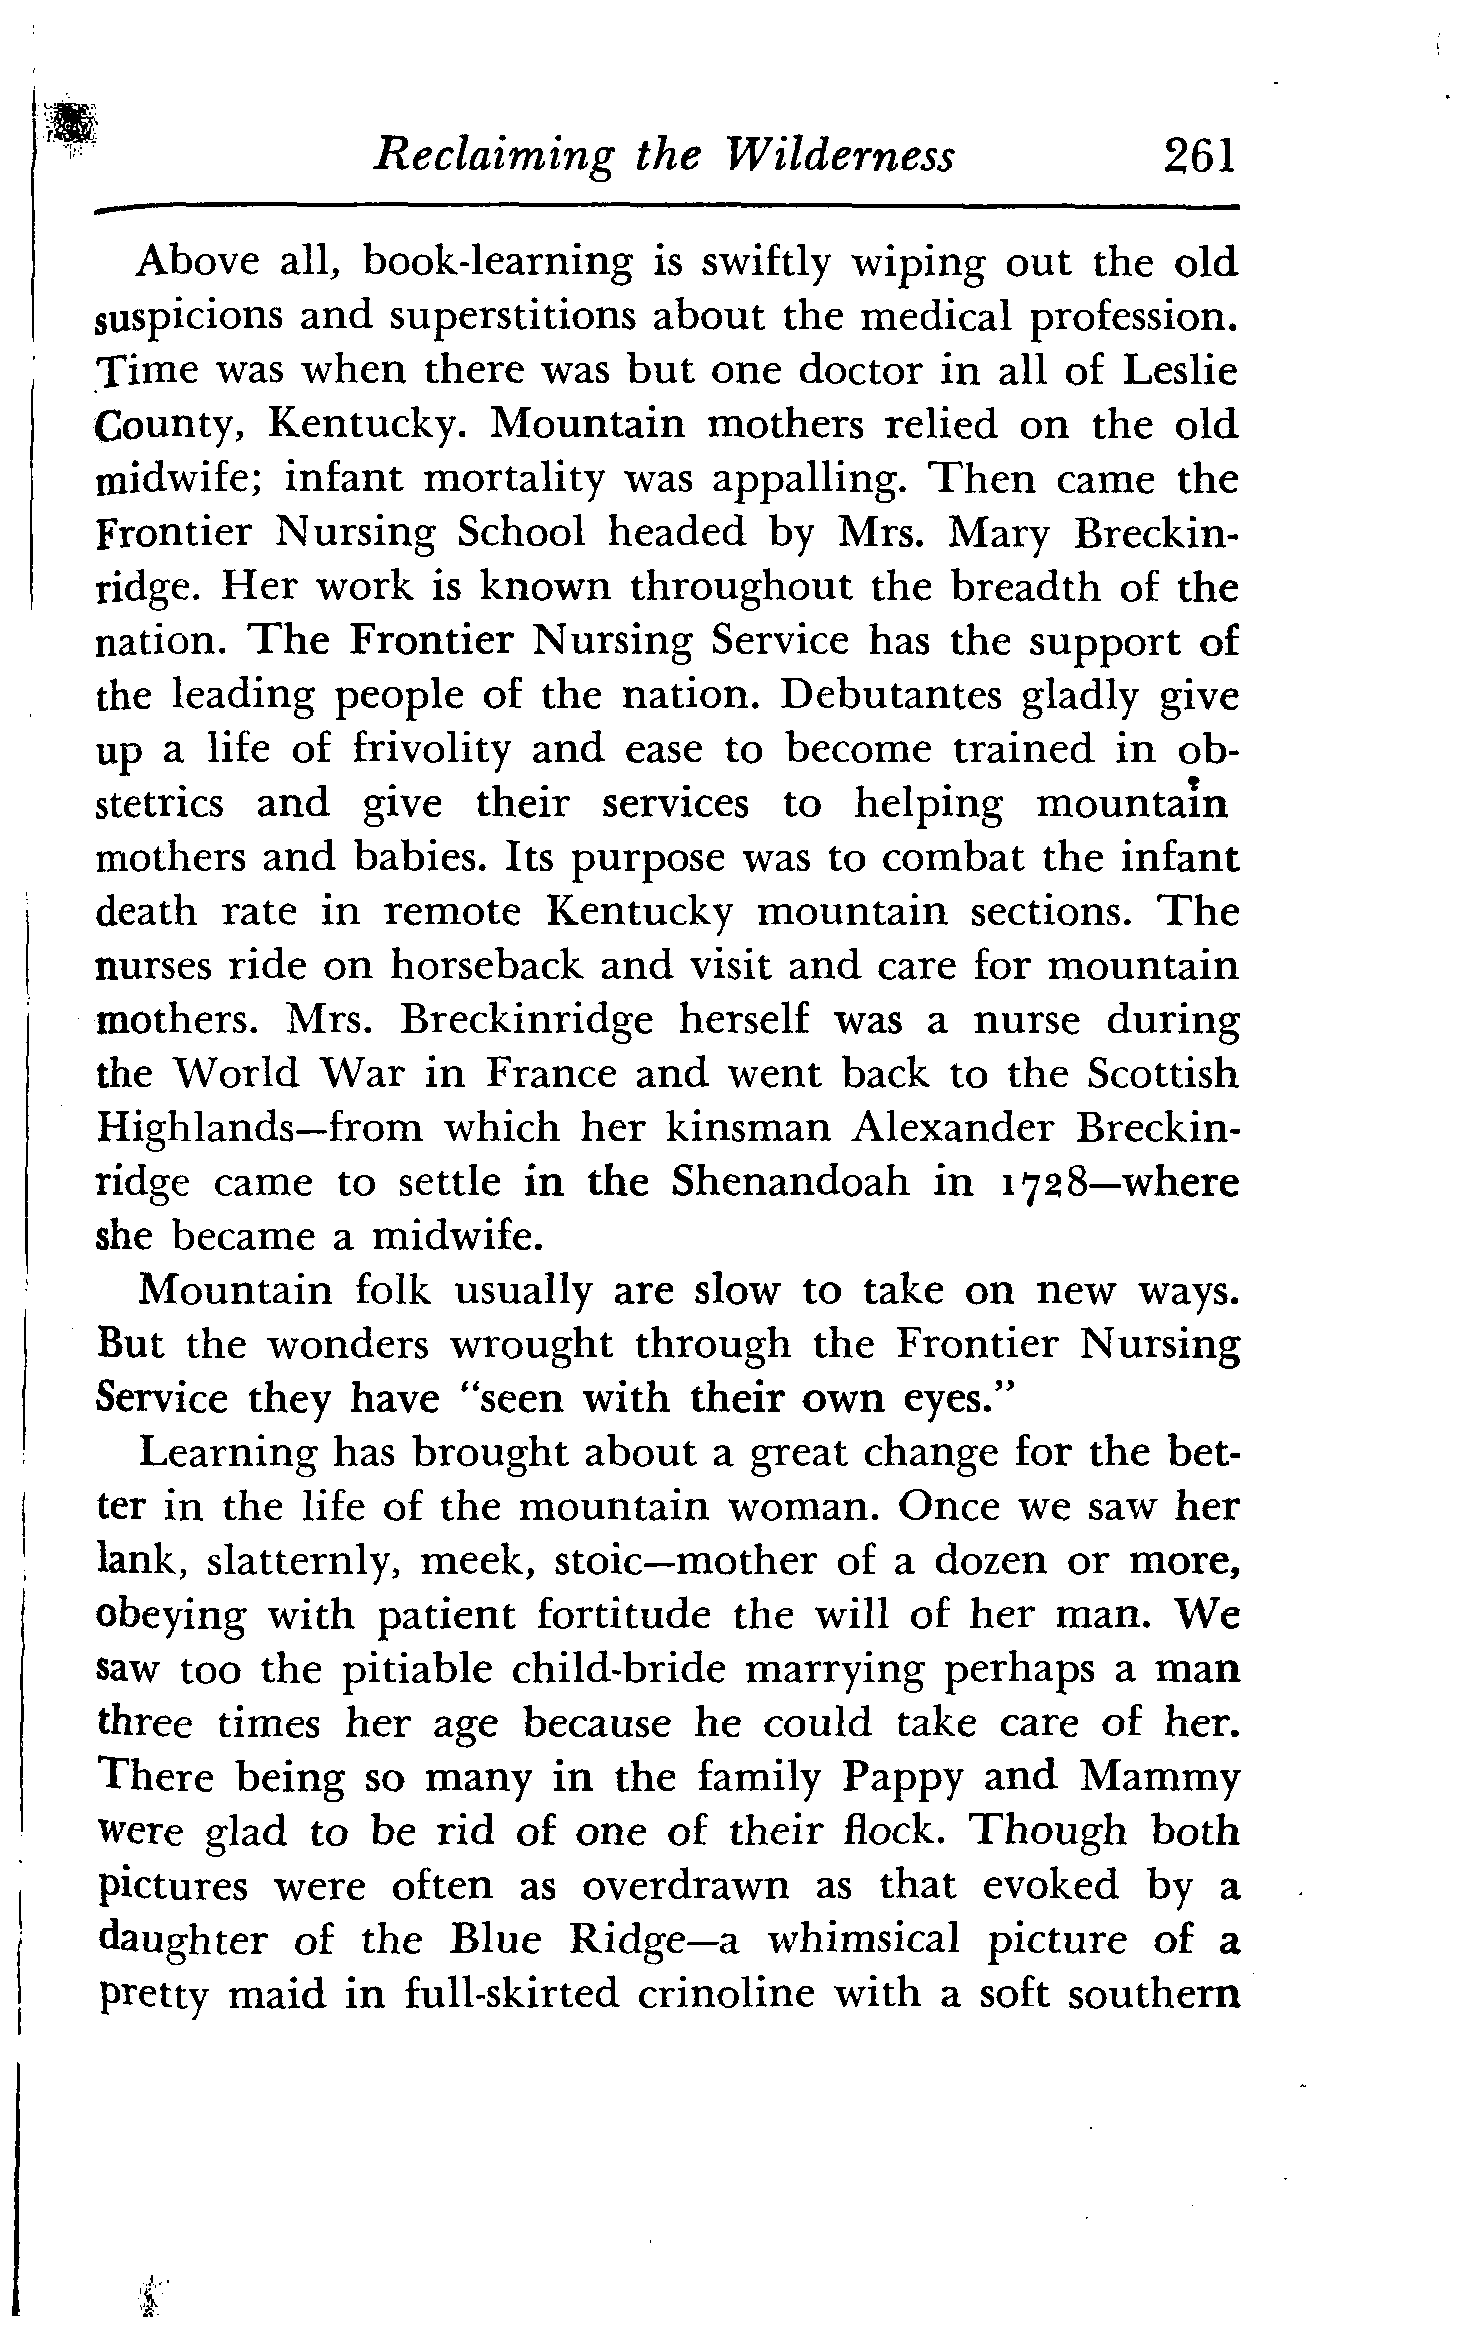 Reclaiming the Wilderness 261
Above all, book-learning is swiftly wiping out the old
suspicions and superstitions about the medical profession.
Time was when there was but one doctor in all of Leslie
County, Kentucky. Mountain mothers relied on the old
midwife; infant mortality was appalling. Then came the
Frontier Nursing School headed by Mrs. Mary Breckin-
ridge. Her work is known throughout the breadth of the
nation. The Frontier Nursing Service has the support of
the leading people of the nation. Debutantes gladly give
up a life of frivolity and ease to become trained in ob-
stetrics and give their services to helping mountain
mothers and babies. Its purpose was to combat the infant
death rate in remote Kentucky mountain sections. The
nurses ride on horseback and visit and care for mountain
mothers. Mrs. Breckinridge herself was a nurse during
the World War in France and went back to the Scottish
Highlands—from which her kinsman Alexander Breckin-
ridge came to settle in the Shenandoah in 1728—where
she became a midwife.
Mountain folk usually are slow to take on new ways.
But the wonders wrought through the Frontier Nursing
Service they have "seen with their own eyes."
Learning has brought about a great change for the bet-
ter in the life of the mountain woman. Once we saw her
lank, slatternly, meek, stoic—mother of a dozen or more,
obeying with patient fortitude the will of her man. We
saw too the pitiable child-bride marrying perhaps a man
three times her age because he could take care of her.
There being so many in the family Pappy and Mammy
were glad to be rid of one of their flock. Though both
pictures were often as overdrawn as that evoked by a
daughter of the Blue Ridge—a whimsical picture of a
pretty maid in full-skirted crinoline with a soft southern